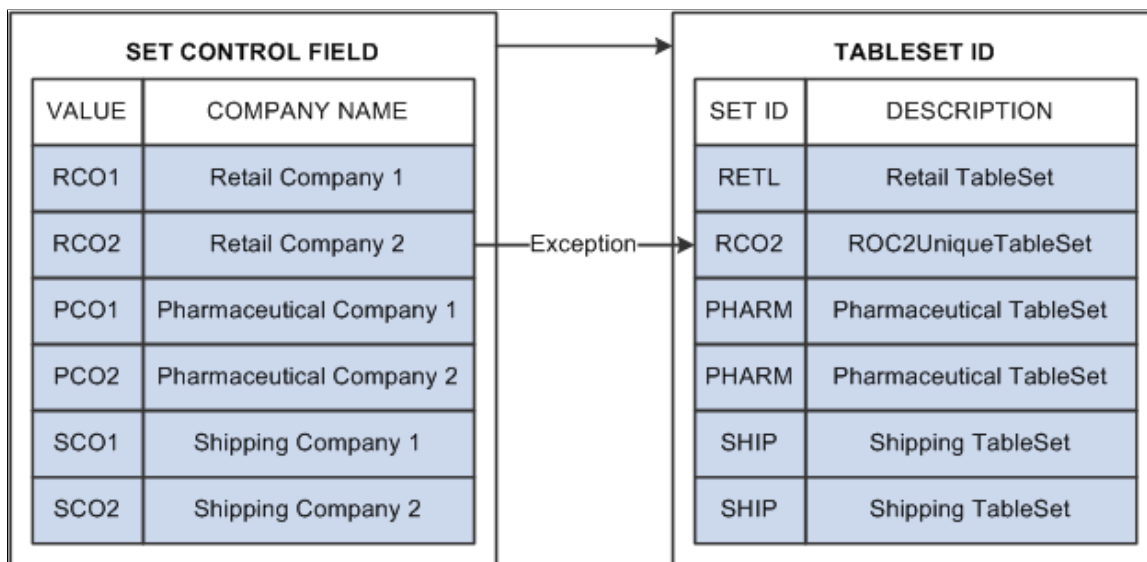 SET CONTROL FIELD
VALUE COMPANY NAME
RCO1 Retail Company 1
RCO2 Retail Company 2
PCO1 Pharmaceutical Company 1
PCO2 Pharmaceutical Company 2
SCO1 Shipping Company 1
SCO2 Shipping Company 2
Exception
TABLESET ID
SET ID DESCRIPTION
RETL Retail TableSet
RCO2 ROC2UniqueTableSet
PHARM Pharmaceutical TableSet
PHARM Pharmaceutical TableSet
SHIP Shipping TableSet
SHIP Shipping TableSet